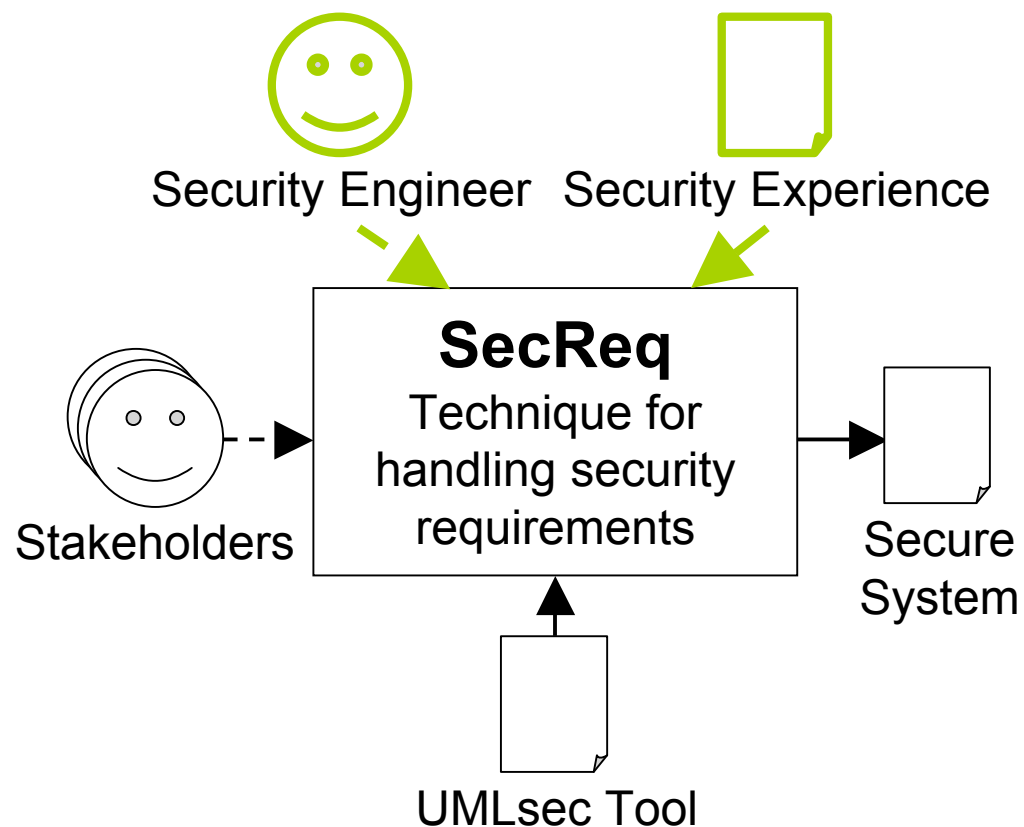 Security Engineer
Security Experience
SecReq
Technique for
handling security
requirements
Stakeholders
Secure
System
UMLsec Tool